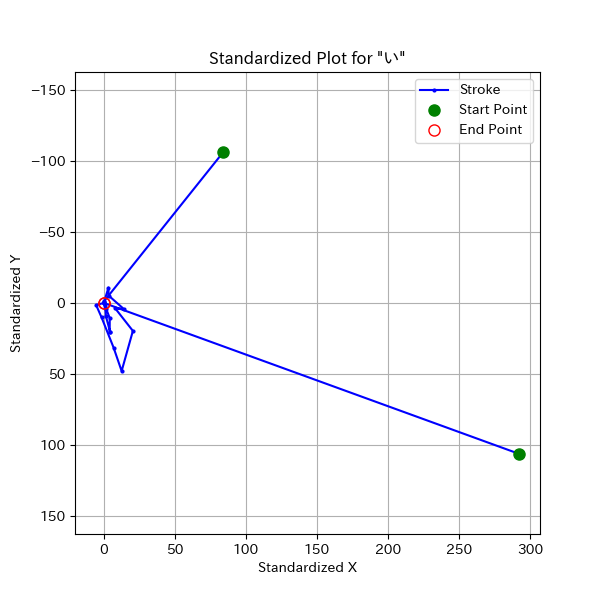 Standardized Plot for "い"
Stroke
Start Point
End Point
−150
−100
−50
0
50
100
150
Standardized Y
0 50 100 150 200 250 300
Standardized X